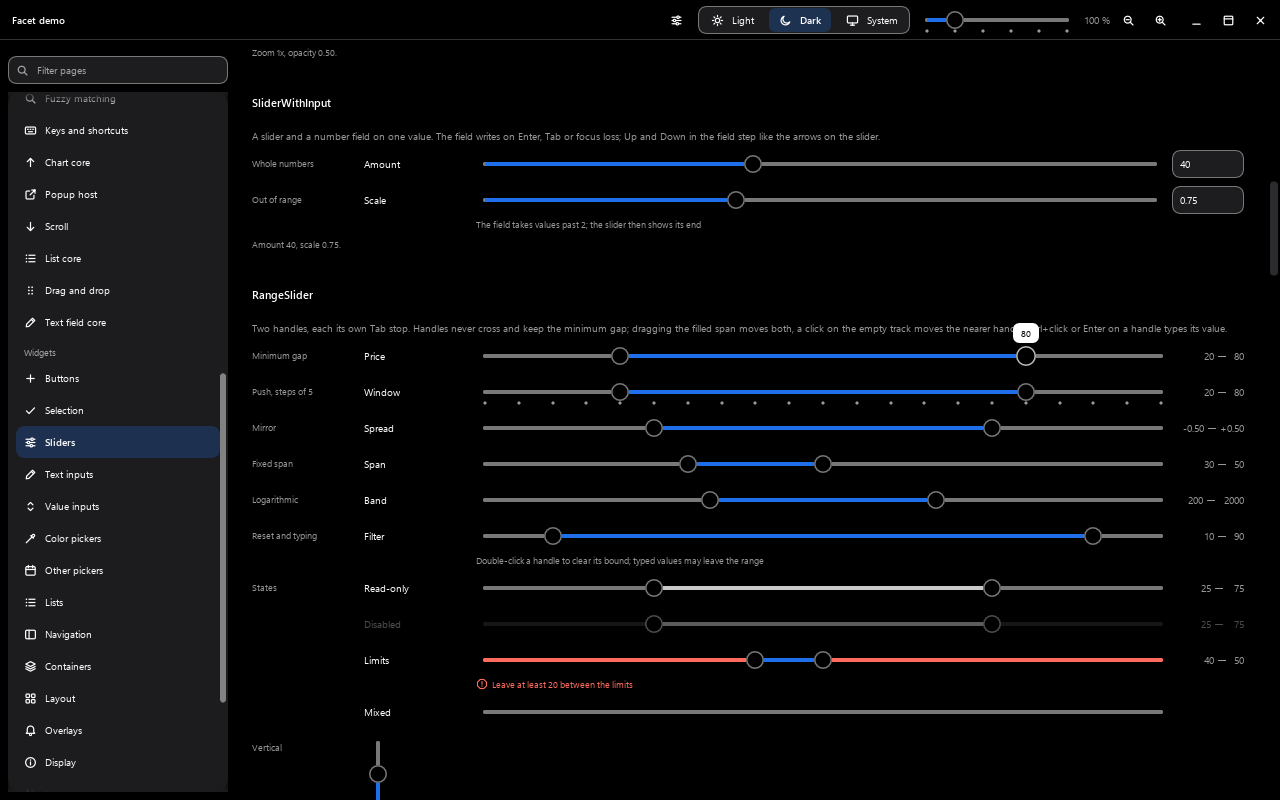 Facet demo
Light
Dark
System
100 %
Filter pages
Fuzzy matching
Keys and shortcuts
Chart core
Popup host
Scroll
List core
Drag and drop
Text field core
Widgets
Buttons
Selection
Sliders
Text inputs
Value inputs
Color pickers
Other pickers
Lists
Navigation
Containers
Layout
Overlays
Display
Zoom 1x, opacity 0.50.
SliderWithInput
A slider and a number field on one value. The field writes on Enter, Tab or focus loss; Up and Down in the field step like the arrows on the slider.
Whole numbers Amount 40
Out of range Scale 0.75
The field takes values past 2; the slider then shows its end
Amount 40, scale 0.75.
RangeSlider
Two handles, each its own Tab stop. Handles never cross and keep the minimum gap; dragging the filled span moves both, a click on the empty track moves the nearer +click or Enter on a handle types its value.
80
Minimum gap Price 20 — 80
Push, steps of 5 Window 20 — 80
Mirror Spread -0.50 — +0.50
Fixed span Span 30 — 50
Logarithmic Band 200 — 2000
Reset and typing Filter 10 — 90
Double-click a handle to clear its bound; typed values may leave the range
States Read-only 25 — 75
Disabled 25 — 75
Limits 40 — 50
Leave at least 20 between the limits
Mixed
Vertical